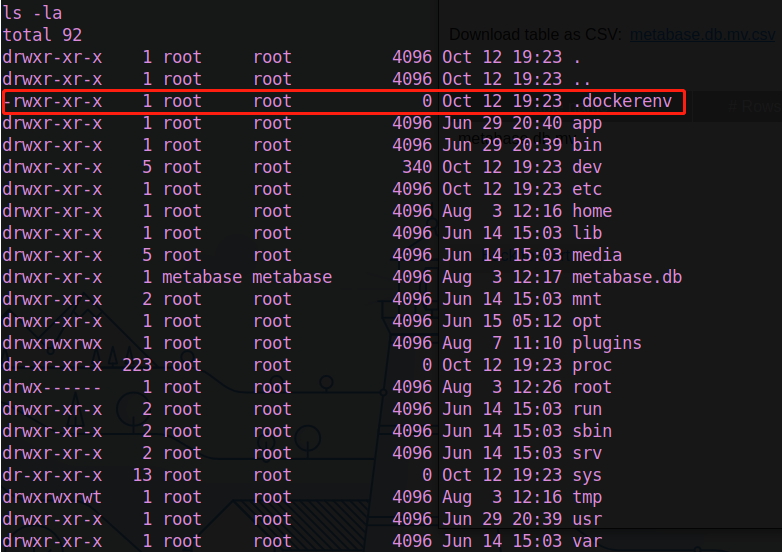 ls -la
Download table as CSV: metabase.db.mv.csv
total 92
drwxr-xr-x    1 root     root          4096 Oct 12 19:23 .
drwxr-xr-x    1 root     root          4096 Oct 12 19:23 ..
-rwxr-xr-x    1 root     root             0 Oct 12 19:23 .dockerenv
drwxr-xr-x    1 root     root          4096 Jun 29 20:40 app
drwxr-xr-x    1 root     root          4096 Jun 29 20:39 bin
drwxr-xr-x    5 root     root           340 Oct 12 19:23 dev
drwxr-xr-x    1 root     root          4096 Oct 12 19:23 etc
drwxr-xr-x    1 root     root          4096 Aug  3 12:16 home
drwxr-xr-x    1 root     root          4096 Jun 14 15:03 lib
drwxr-xr-x    5 root     root          4096 Jun 14 15:03 media
drwxr-xr-x    1 metabase metabase      4096 Aug  3 12:17 metabase.db
drwxr-xr-x    2 root     root          4096 Jun 14 15:03 mnt
drwxr-xr-x    1 root     root          4096 Jun 15 05:12 opt
drwxrwxrwx    1 root     root          4096 Aug  7 11:10 plugins
dr-xr-xr-x  223 root     root             0 Oct 12 19:23 proc
drwx------    1 root     root          4096 Aug  3 12:26 root
drwxr-xr-x    2 root     root          4096 Jun 14 15:03 run
drwxr-xr-x    2 root     root          4096 Jun 14 15:03 sbin
drwxr-xr-x    2 root     root          4096 Jun 14 15:03 srv
dr-xr-xr-x   13 root     root             0 Oct 12 19:23 sys
drwxrwxrwt    1 root     root          4096 Aug  3 12:16 tmp
drwxr-xr-x    1 root     root          4096 Jun 29 20:39 usr
drwxr-xr-x    1 root     root          4096 Jun 14 15:03 var